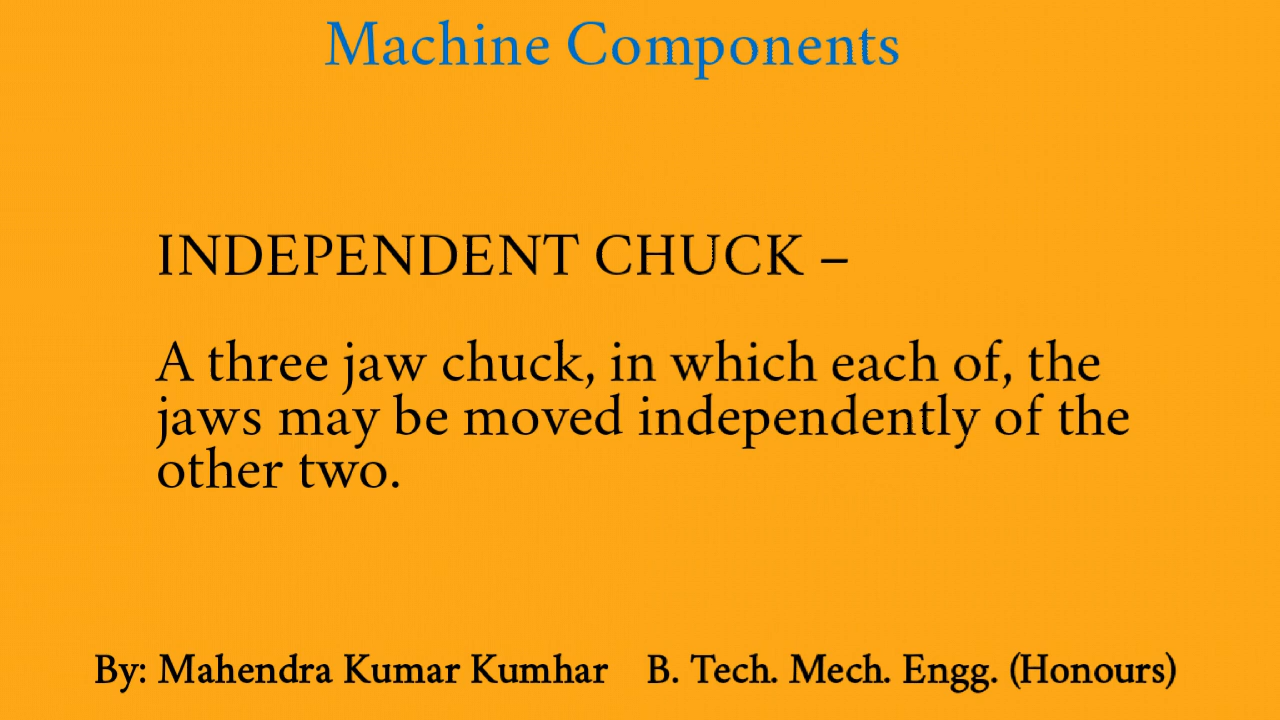 Machine Components
INDEPENDENT CHUCK –
A three jaw chuck, in which each of, the
jaws may be moved independently of the
other two.
By: Mahendra Kumar Kumhar B. Tech. Mech. Engg. (Honours)